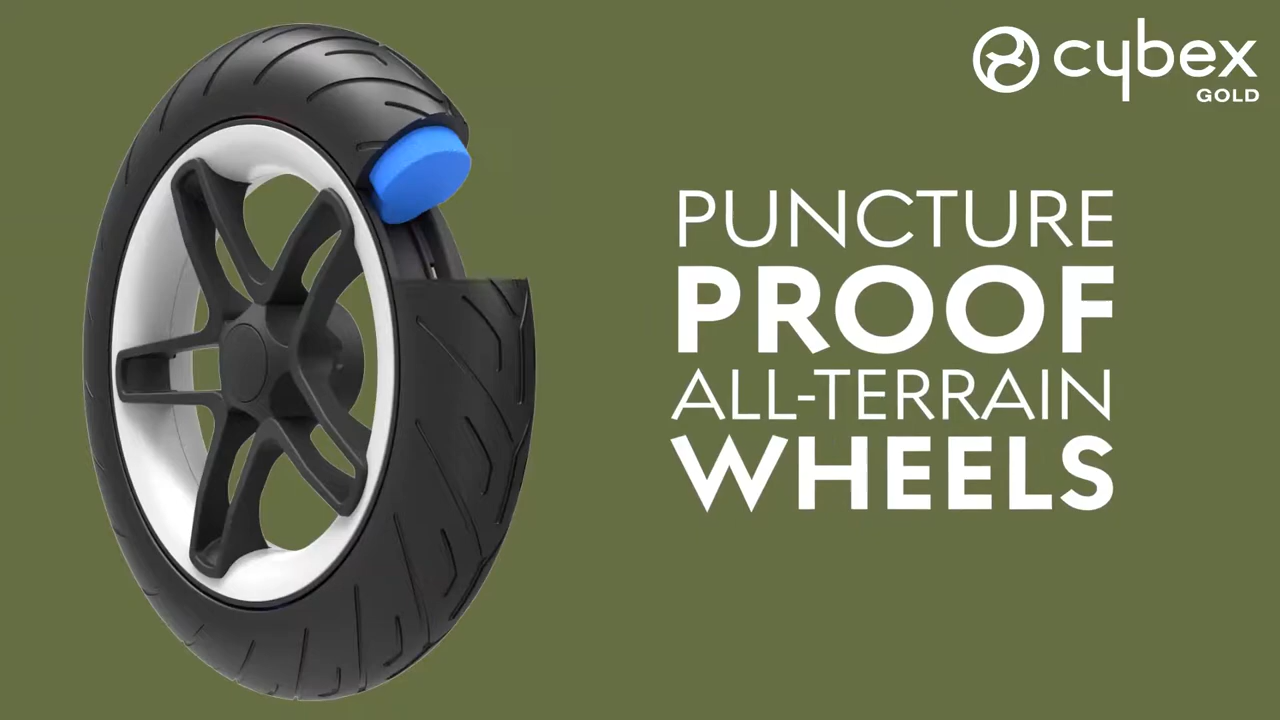 cybex
GOLD
PUNCTURE
PROOF
ALL-TERRAIN
WHEELS